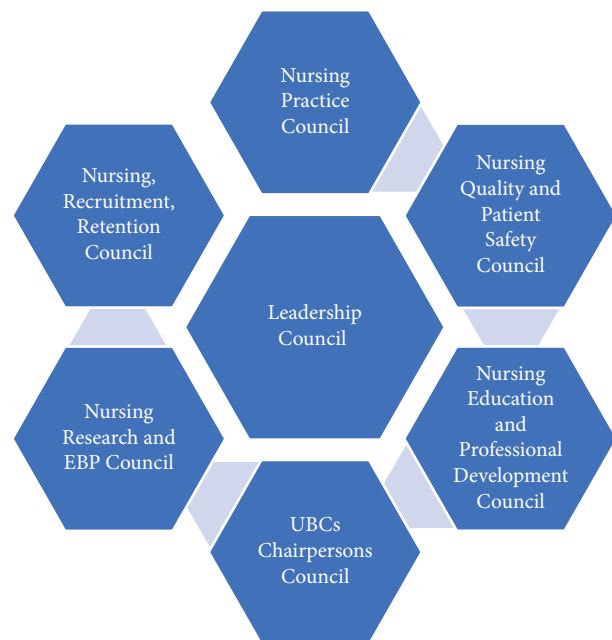 Nursing
Practice
Council
Nursing
Quality and
Patient
Safety
Council
Nursing
Education
and
Professional
Development
Council
UBCs
Chairpersons
Council
Nursing
Research and
EBP Council
Nursing,
Recruitment,
Retention
Council
Leadership
Council